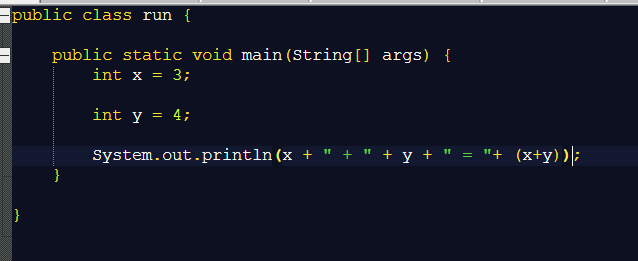 public class run {
public static void main(String[] args) {
int x = 3;
int y = 4;
System.out.println(x + " + " + y + " = "+ (x+y));
}
}